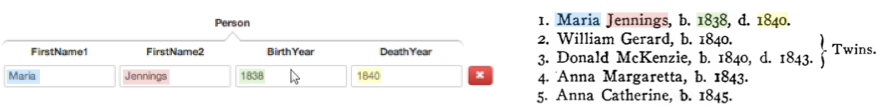 Person
FirstName1 FirstName2 BirthYear DeathYear
Maria Jennings 1838 1840
1. Maria Jennings, b. 1838, d. 1840.
2. William Gerard, b. 1840.
3. Donald McKenzie, b. 1840, d. 1843. } Twins.
4. Anna Margaretta, b. 1843.
5. Anna Catherine, b. 1845.